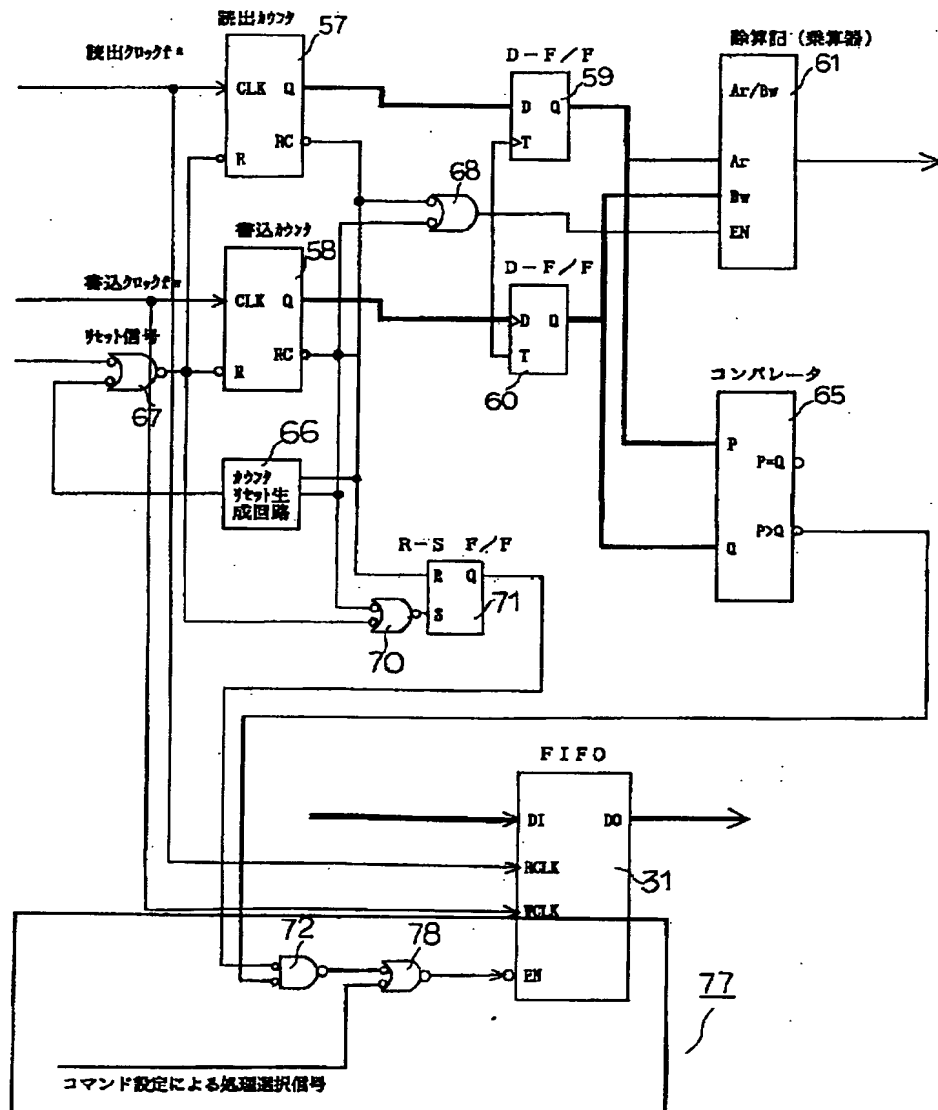 読出カウンタ
57
読出クロックf
CLK Q
RC
R
D-F/F
59
D Q
T
除算記（乗算器）
61
Ar/Bw
Ar
Bw
EN
68
書込カウンタ
58
書込クロックf
CLK Q
RC
R
リセット信号
67
D-F/F
D Q
T
60
コンパレータ
65
P
P=Q
P>Q
Q
66
カウンタ
リセット生
成回路
R-S F/F
R Q
S
71
70
FIFO
DI DO
RCLK
31
WCLK
EN
72
78
77
コマンド設定による処理選択信号